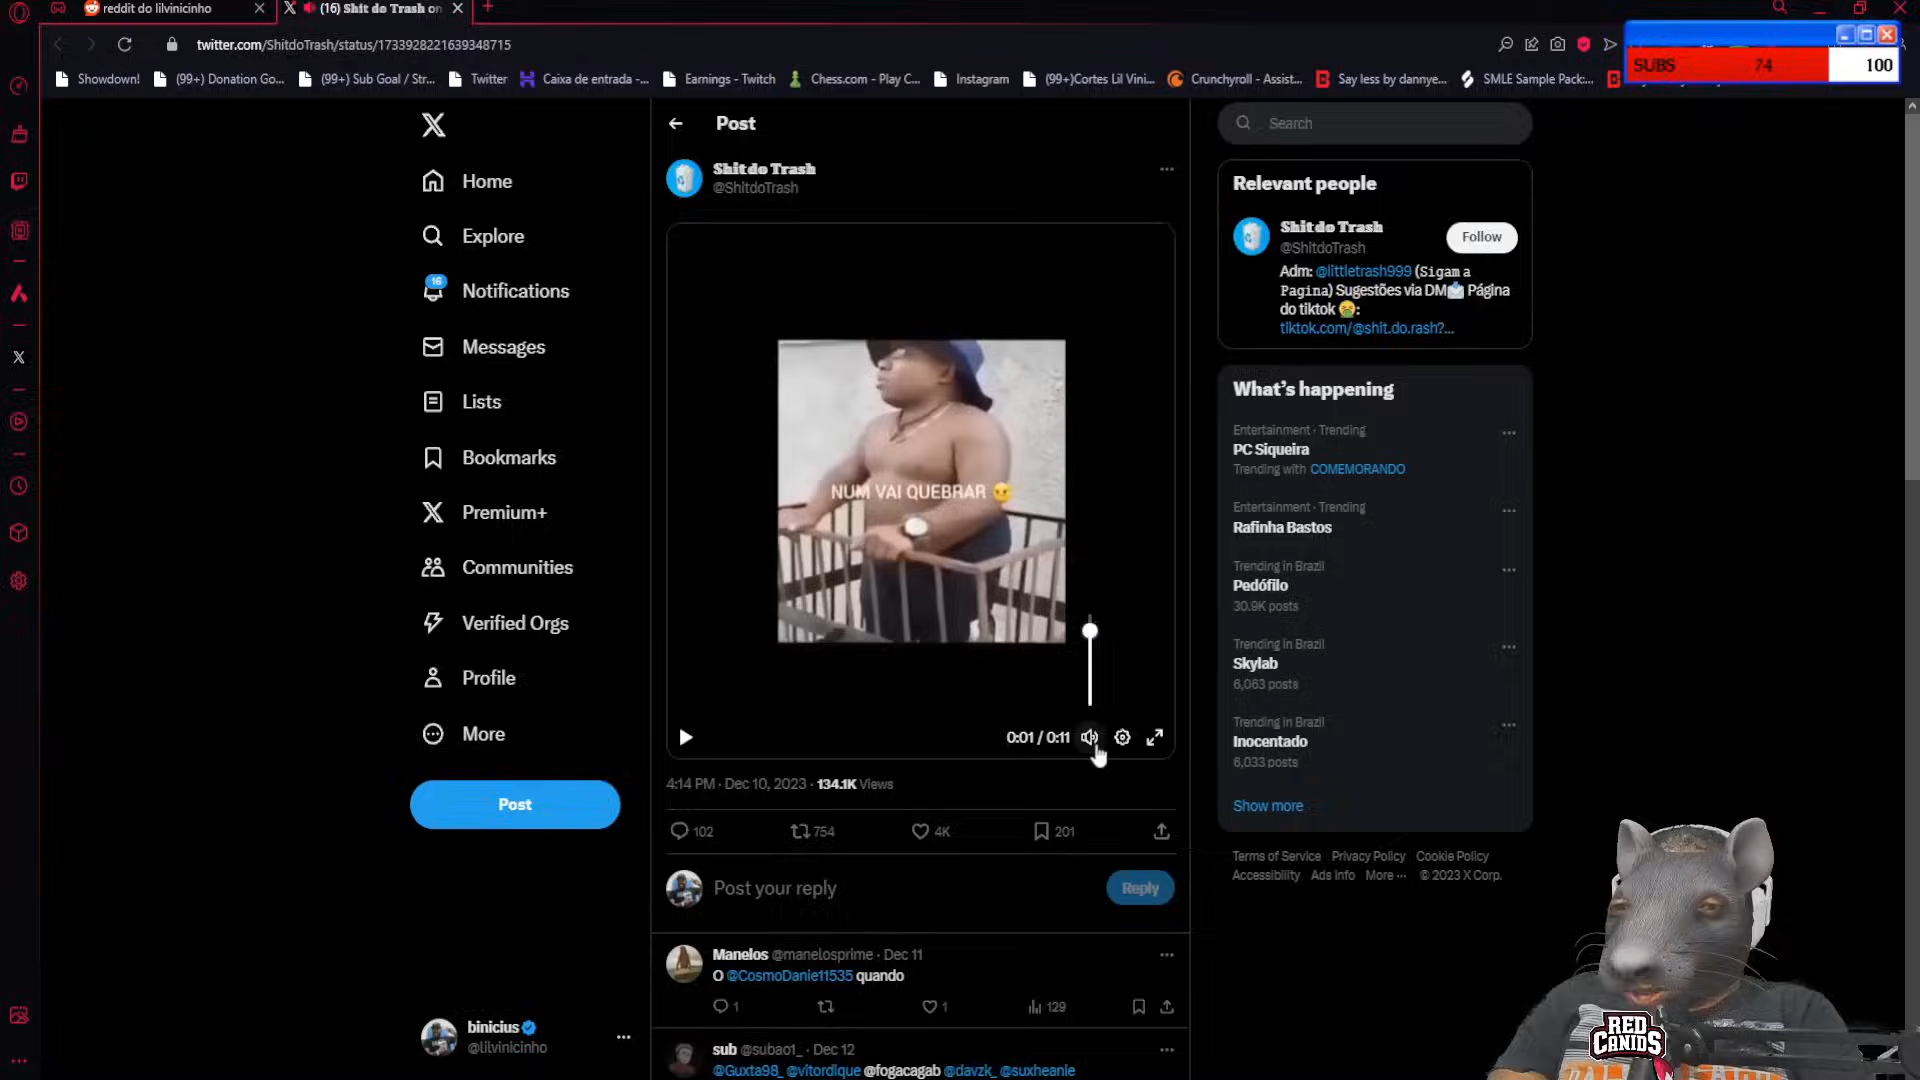 reddit do lilvinicinho
(16) Shit do Trash on
twitter.com/ShitdoTrash/status/1733928221639348715
SUBS 74 100
Showdown!
(99+) Donation Go...
(99+) Sub Goal / Str...
Twitter
Caixa de entrada -...
Earnings - Twitch
Chess.com - Play C...
Instagram
(99+)Cortes Lil Vini...
Crunchyroll - Assist...
Say less by dannye...
SMLE Sample Pack:...
Home
Explore
16
Notifications
Messages
Lists
Bookmarks
Premium+
Communities
Verified Orgs
Profile
More
Post
binicius
@lilvinicinho
Post
Shit do Trash
@ShitdoTrash
NUM VAI QUEBRAR
0:01 / 0:11
4:14 PM · Dec 10, 2023 · 134.1K Views
102 754 4K 201
Post your reply
Reply
Manelos @manelosprime · Dec 11
O @CosmoDanie11535 quando
1 1 129
sub @subao1_ · Dec 12
@Guxta98_ @vitordique @fogacagab @davzk_ @suxheanie
Search
Relevant people
Shit do Trash
@ShitdoTrash
Follow
Adm: @littletrash999 (Sigam a
Pagina) Sugestões via DM Página
do tiktok :
tiktok.com/@shit.do.rash?...
What's happening
Entertainment · Trending
PC Siqueira
Trending with COMEMORANDO
Entertainment · Trending
Rafinha Bastos
Trending in Brazil
Pedófilo
30.9K posts
Trending in Brazil
Skylab
6,063 posts
Trending in Brazil
Inocentado
6,033 posts
Show more
Terms of Service Privacy Policy Cookie Policy
Accessibility Ads info More ··· © 2023 X Corp.
RED
CANIDS